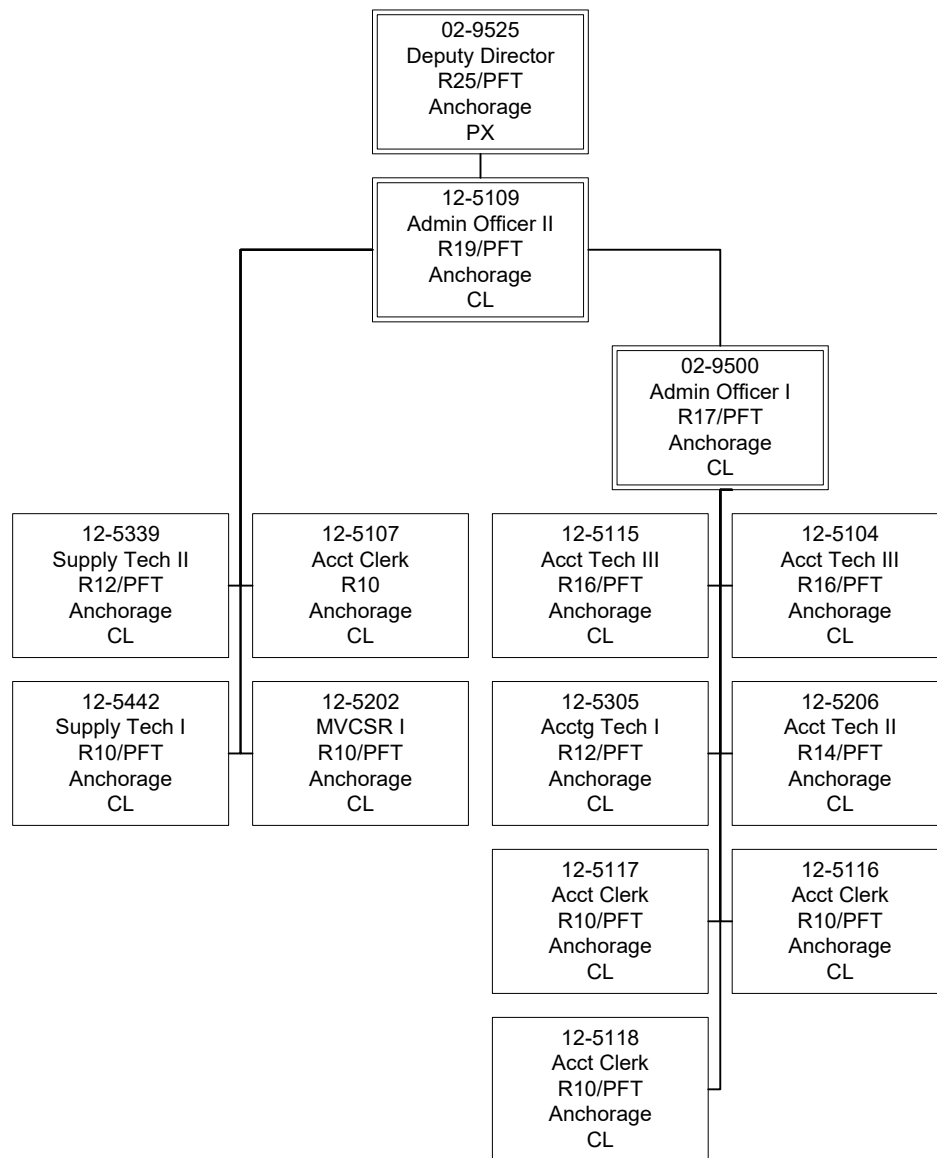 02-9525
Deputy Director
R25/PFT
Anchorage
PX
12-5109
Admin Officer II
R19/PFT
Anchorage
CL
02-9500
Admin Officer I
R17/PFT
Anchorage
CL
12-5339
Supply Tech II
R12/PFT
Anchorage
CL
12-5107
Acct Clerk
R10
Anchorage
CL
12-5115
Acct Tech III
R16/PFT
Anchorage
CL
12-5104
Acct Tech III
R16/PFT
Anchorage
CL
12-5442
Supply Tech I
R10/PFT
Anchorage
CL
12-5202
MVCSR I
R10/PFT
Anchorage
CL
12-5305
Acctg Tech I
R12/PFT
Anchorage
CL
12-5206
Acct Tech II
R14/PFT
Anchorage
CL
12-5117
Acct Clerk
R10/PFT
Anchorage
CL
12-5116
Acct Clerk
R10/PFT
Anchorage
CL
12-5118
Acct Clerk
R10/PFT
Anchorage
CL